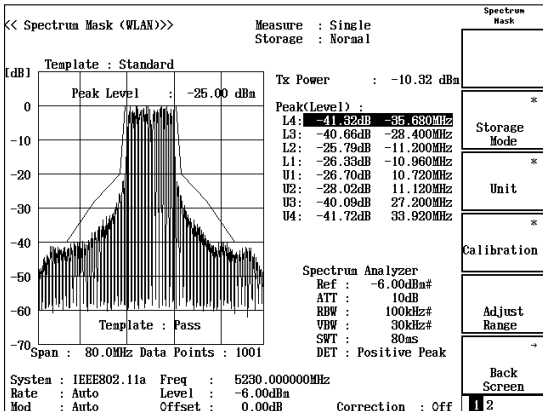 Spectrum
Mask
<< Spectrum Mask (WLAN)>>
Measure : Single
Storage : Normal
[dB]
Template : Standard
Peak Level : -25.00 dBm
0
-10
-20
-30
-40
-50
-60
-70
Template : Pass
Span : 80.0MHz Data Points : 1001
Tx Power : -10.32 dBm
Peak(Level) :
L4: -41.32dB -35.680MHz
L3: -40.66dB -28.400MHz
L2: -25.79dB -11.200MHz
L1: -26.33dB -10.960MHz
U1: -26.70dB 10.720MHz
U2: -28.02dB 11.120MHz
U3: -40.09dB 27.200MHz
U4: -41.72dB 33.920MHz
Spectrum Analyzer
Ref : -6.00dBm#
ATT : 10dB
RBW : 100kHz#
VBW : 30kHz#
SWT : 80ms
DET : Positive Peak
System : IEEE802.11a Freq : 5230.000000MHz
Rate : Auto Level : -6.00dBm
Mod : Auto Offset : 0.00dB Correction : Off
*
Storage
Mode
*
Unit
*
Calibration
Adjust
Range
→
Back
Screen
1 2